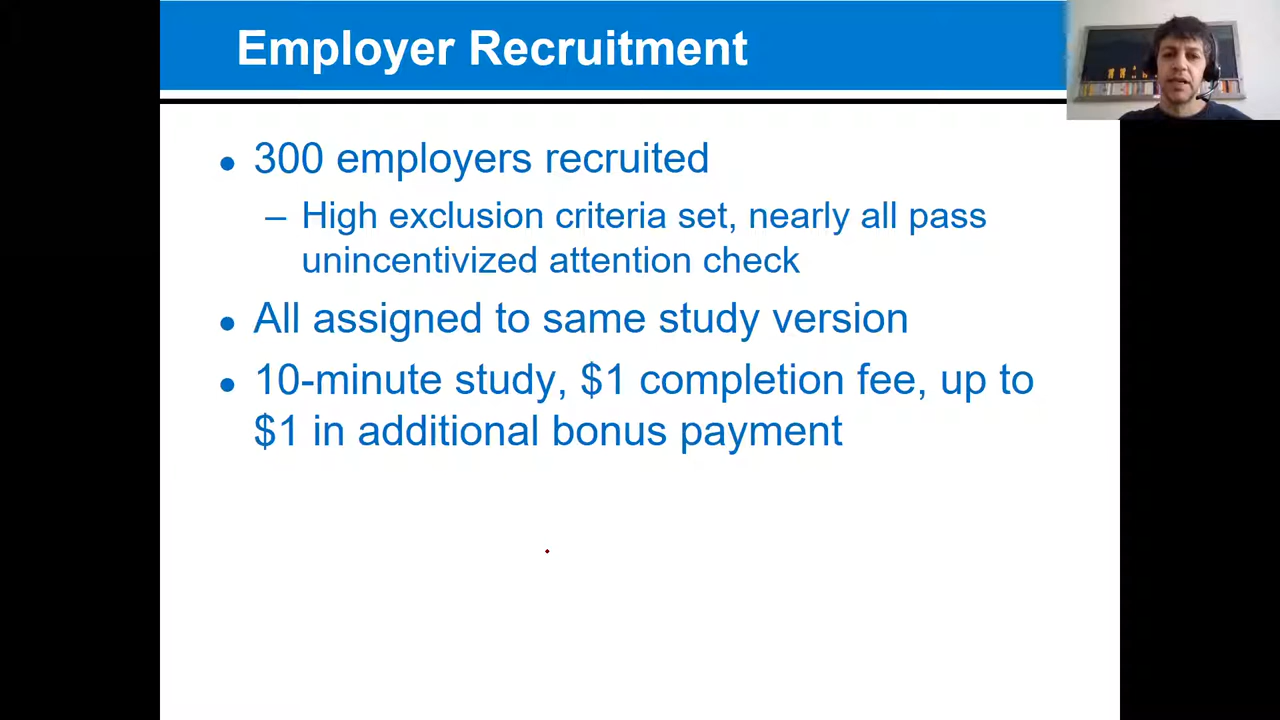 Employer Recruitment
• 300 employers recruited
– High exclusion criteria set, nearly all pass
unincentivized attention check
• All assigned to same study version
• 10-minute study, $1 completion fee, up to
$1 in additional bonus payment